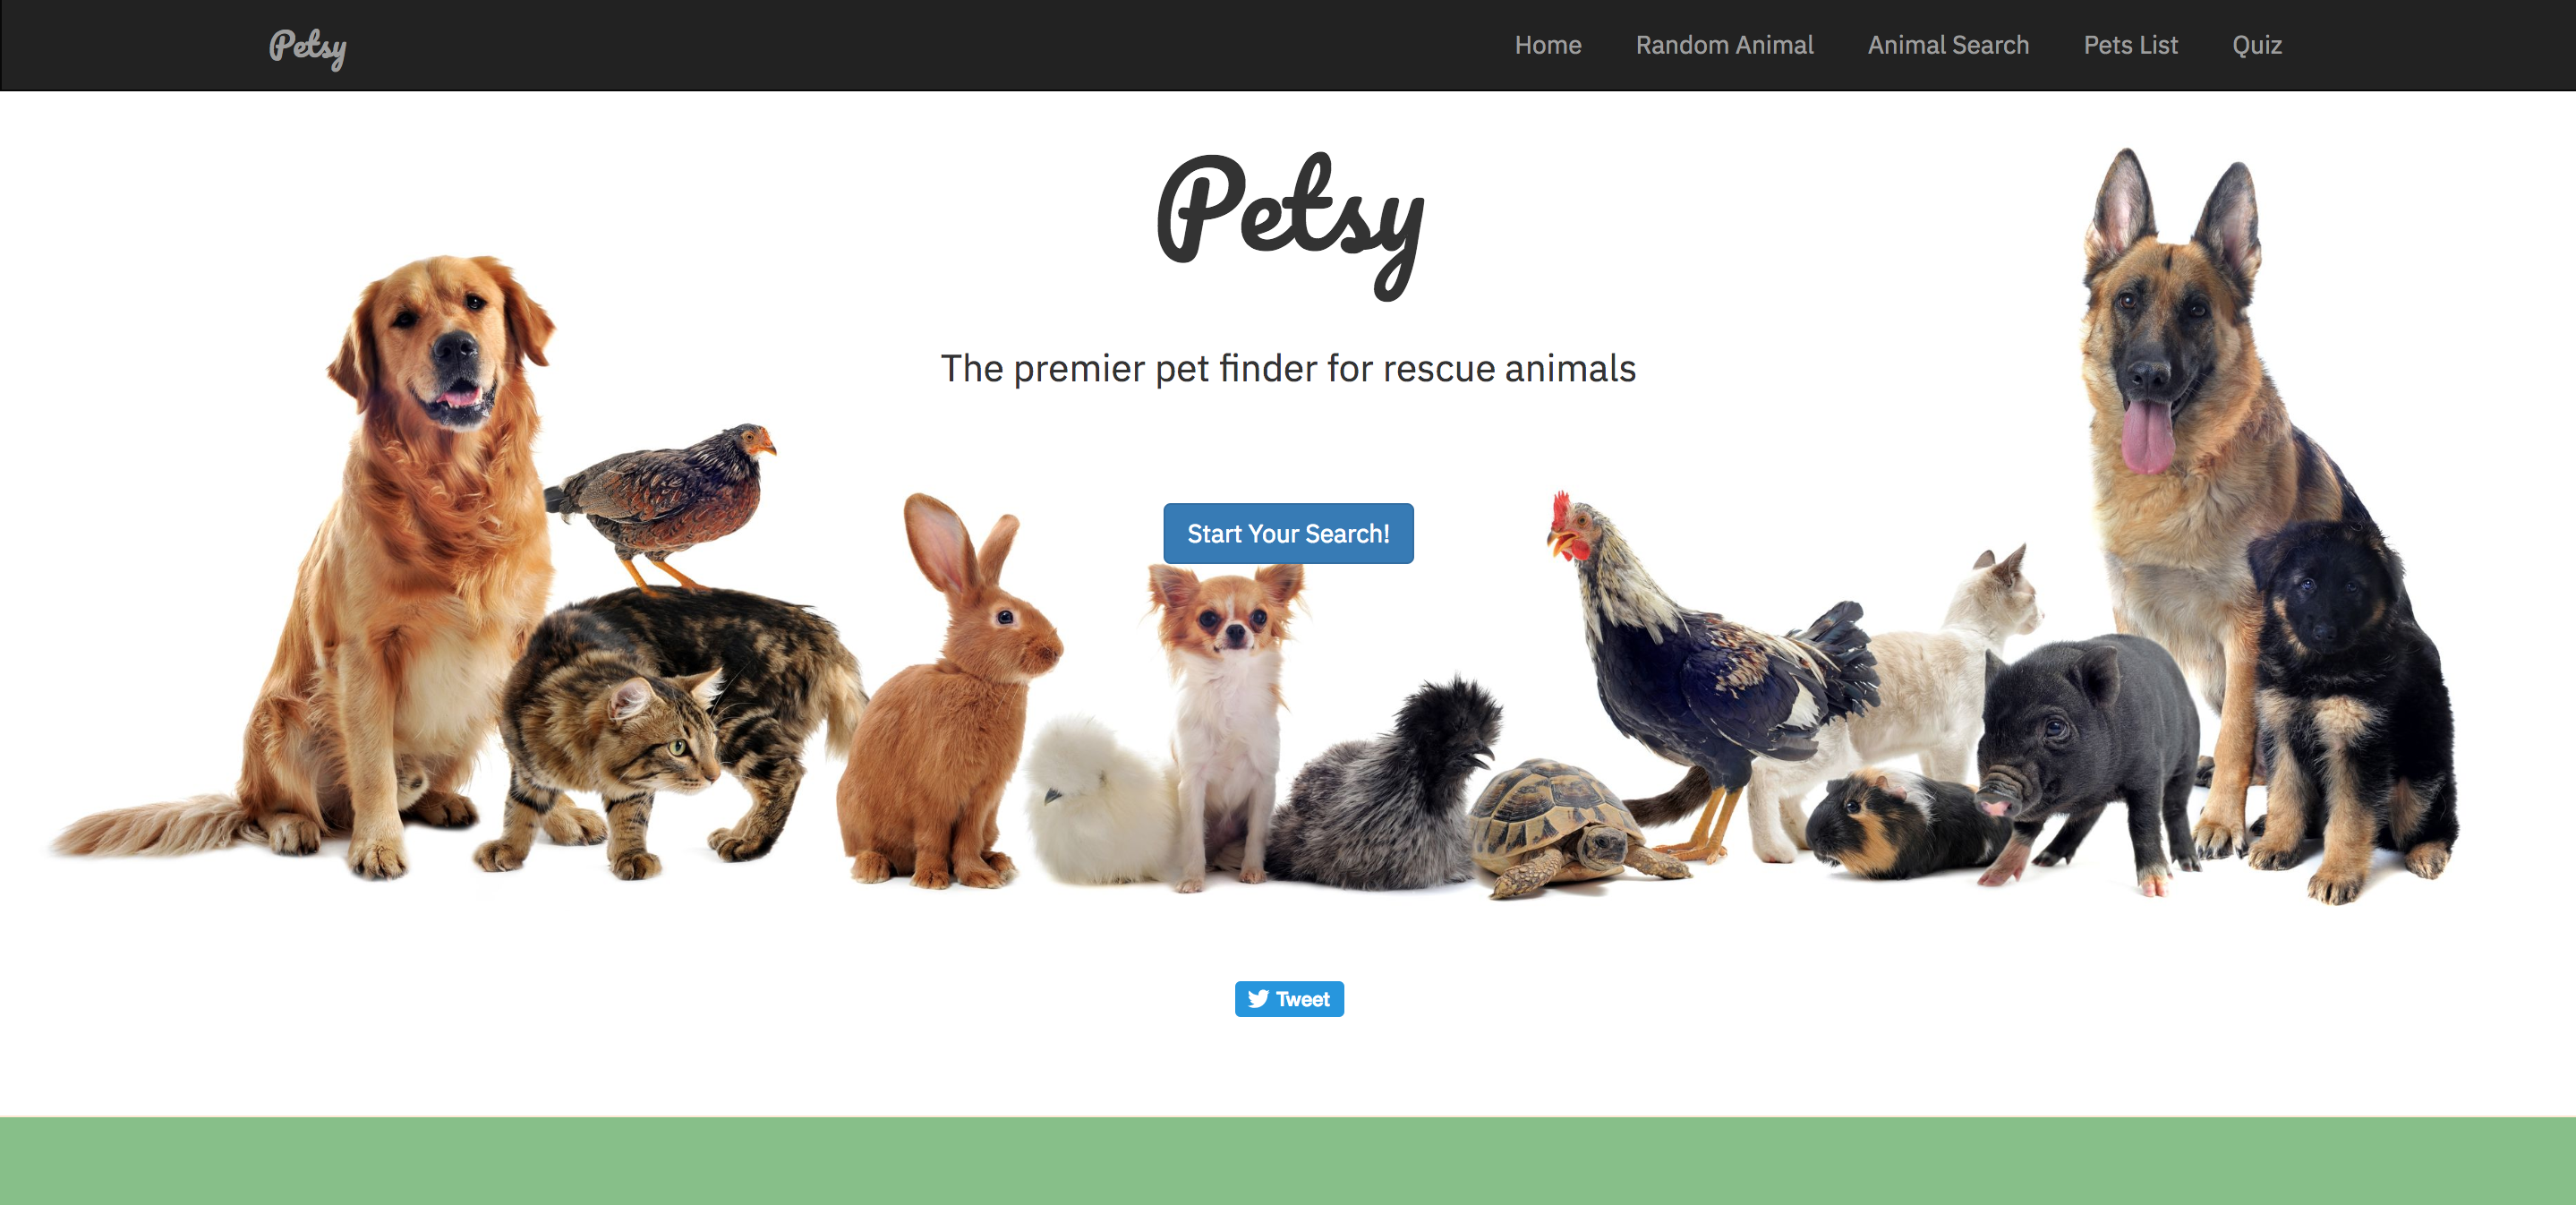 Petsy
Home Random Animal Animal Search Pets List Quiz
Petsy
The premier pet finder for rescue animals
Start Your Search!
Tweet